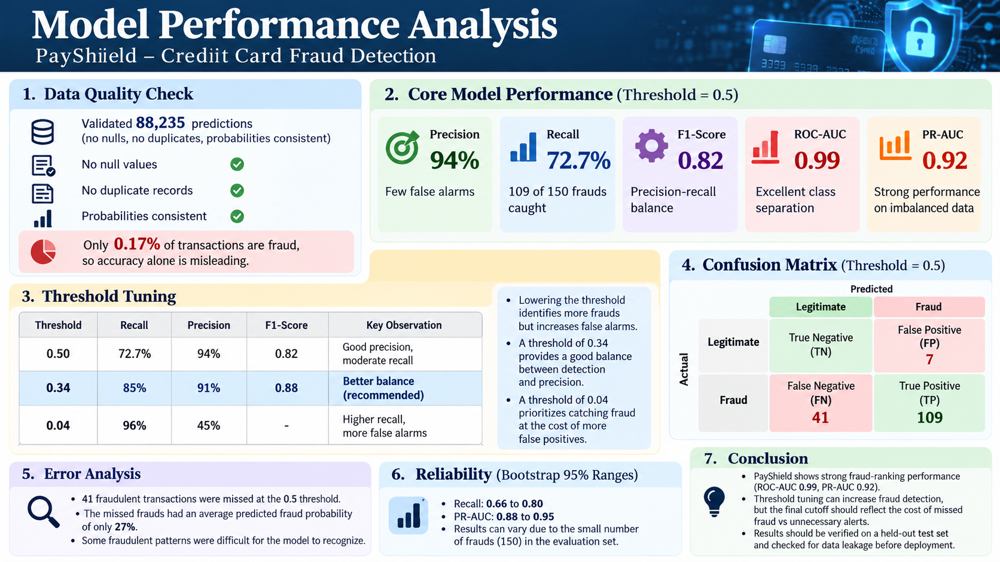 Model Performance Analysis
PayShiield – Crediit Card Fraud Detection
1. Data Quality Check
Validated 88,235 predictions
(no nulls, no duplicates, probabilities consistent)
No null values
No duplicate records
Probabilities consistent
Only 0.17% of transactions are fraud,
so accuracy alone is misleading.
2. Core Model Performance (Threshold = 0.5)
Precision
94%
Few false alarms
Recall
72.7%
109 of 150 frauds
caught
F1-Score
0.82
Precision-recall
balance
ROC-AUC
0.99
Excellent class
separation
PR-AUC
0.92
Strong performance
on imbalanced data
3. Threshold Tuning
Threshold Recall Precision F1-Score Key Observation
0.50 72.7% 94% 0.82 Good precision,
moderate recall
0.34 85% 91% 0.88 Better balance
(recommended)
0.04 96% 45% - Higher recall,
more false alarms
• Lowering the threshold
identifies more frauds
but increases false alarms.
• A threshold of 0.34
provides a good balance
between detection
and precision.
• A threshold of 0.04
prioritizes catching fraud
at the cost of more
false positives.
4. Confusion Matrix (Threshold = 0.5)
Predicted
Legitimate Fraud
Actual
Legitimate
True Negative
(TN)
False Positive
(FP)
7
Fraud
False Negative
(FN)
41
True Positive
(TP)
109
5. Error Analysis
• 41 fraudulent transactions were missed at the 0.5 threshold.
• The missed frauds had an average predicted fraud probability
of only 27%.
• Some fraudulent patterns were difficult for the model to recognize.
6. Reliability (Bootstrap 95% Ranges)
• Recall: 0.66 to 0.80
• PR-AUC: 0.88 to 0.95
• Results can vary due to the small number
of frauds (150) in the evaluation set.
7. Conclusion
• PayShield shows strong fraud-ranking performance
(ROC-AUC 0.99, PR-AUC 0.92).
• Threshold tuning can increase fraud detection,
but the final cutoff should reflect the cost of missed
fraud vs unnecessary alerts.
• Results should be verified on a held-out test set
and checked for data leakage before deployment.